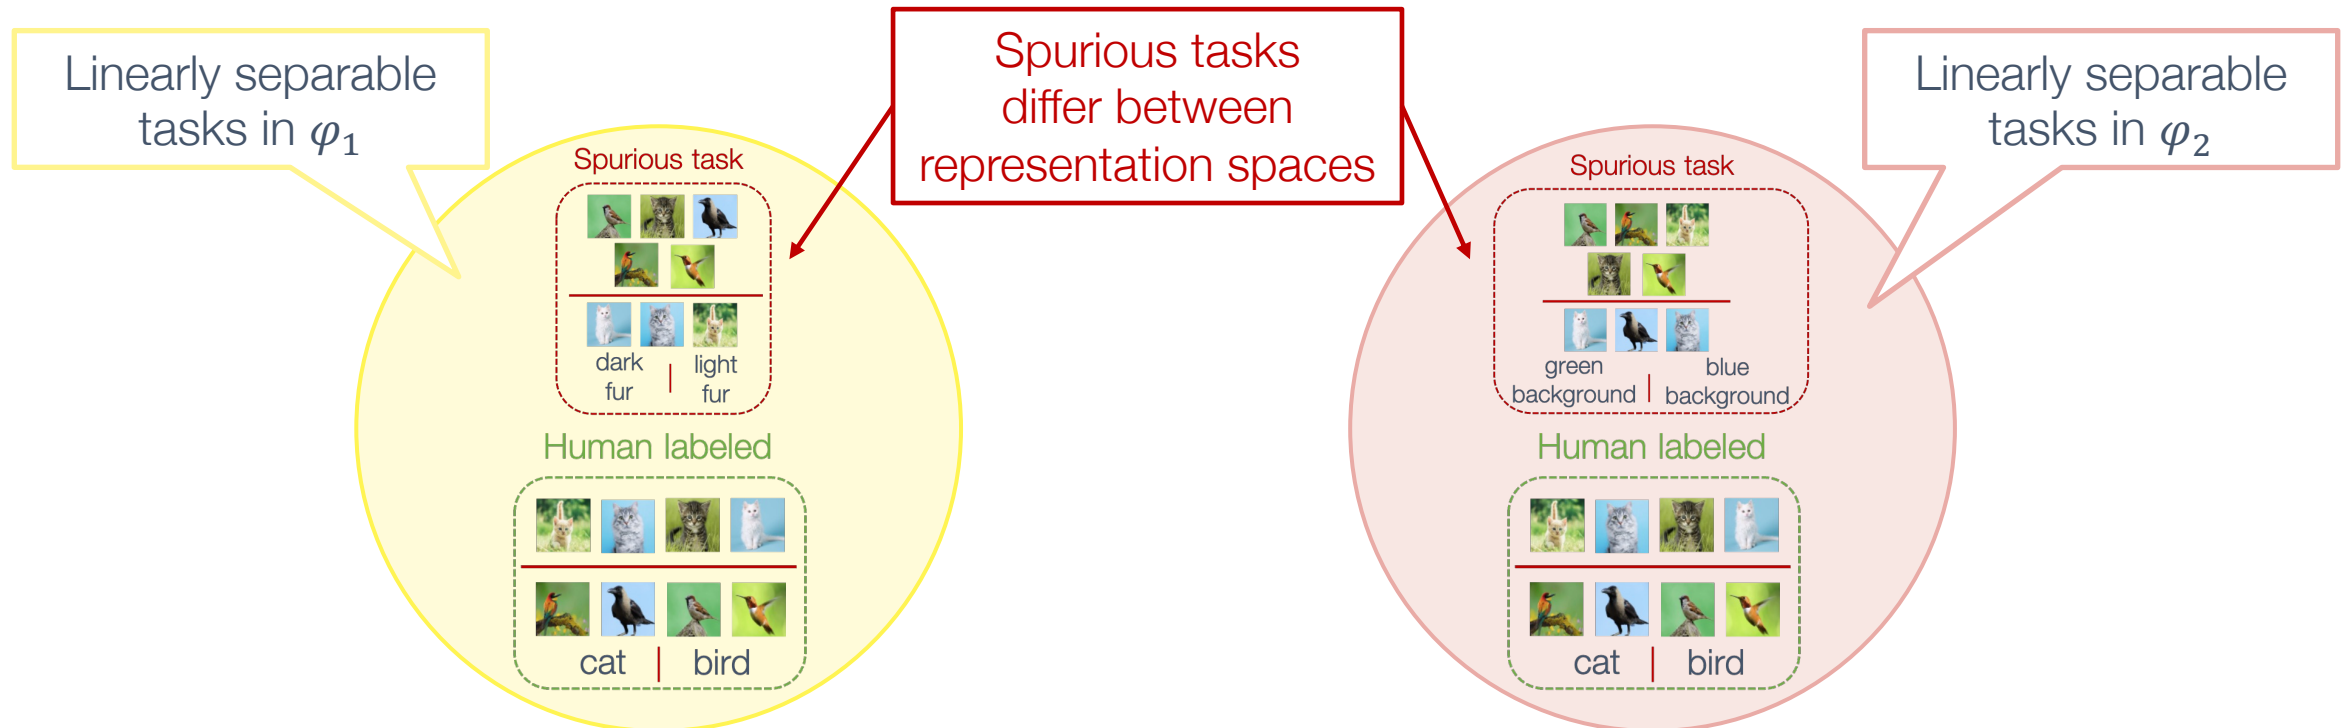 Linearly separable
tasks in φ₁
Spurious tasks
differ between
representation spaces
Linearly separable
tasks in φ₂
Spurious task
dark fur | light fur
Human labeled
cat | bird
Spurious task
green background | blue background
Human labeled
cat | bird